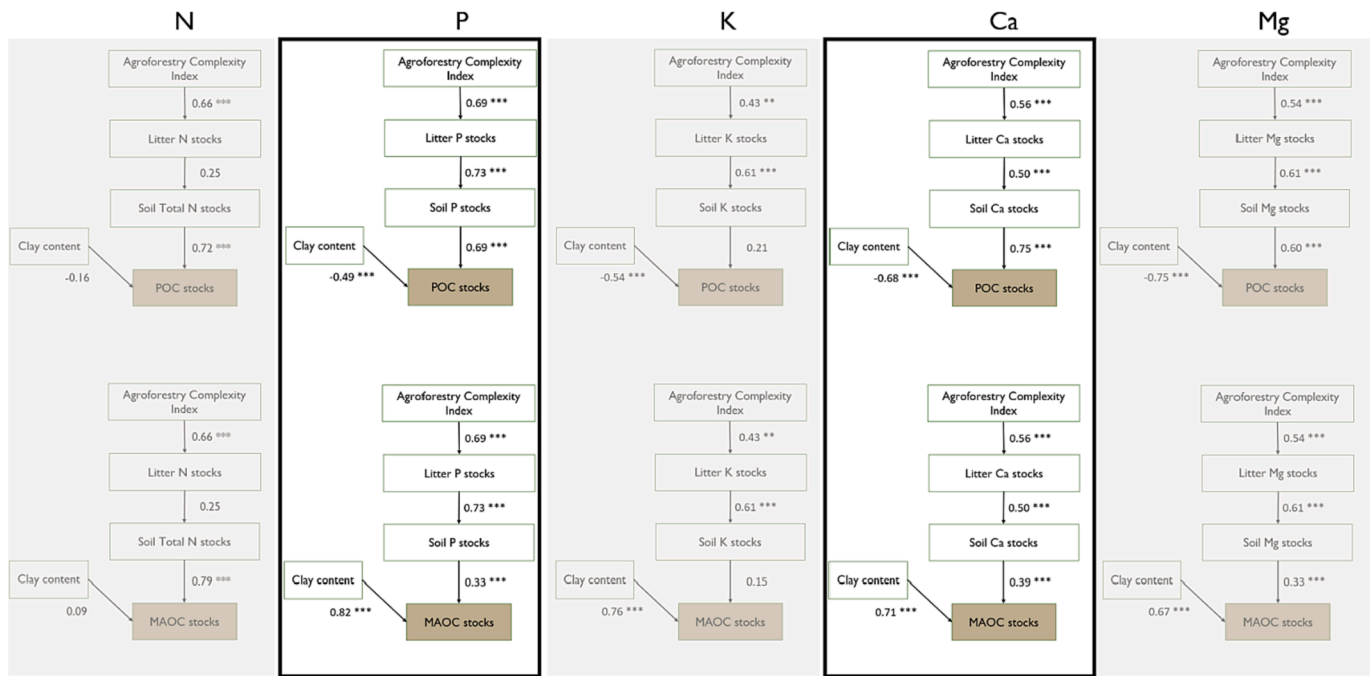 N
Agroforestry Complexity
Index
0.66 ***
Litter N stocks
0.25
Soil Total N stocks
Clay content
0.72 ***
-0.16
POC stocks
Agroforestry Complexity
Index
0.66 ***
Litter N stocks
0.25
Soil Total N stocks
Clay content
0.79 ***
0.09
MAOC stocks
P
Agroforestry Complexity
Index
0.69 ***
Litter P stocks
0.73 ***
Soil P stocks
Clay content
0.69 ***
-0.49 ***
POC stocks
Agroforestry Complexity
Index
0.69 ***
Litter P stocks
0.73 ***
Soil P stocks
Clay content
0.33 ***
0.82 ***
MAOC stocks
K
Agroforestry Complexity
Index
0.43 **
Litter K stocks
0.61 ***
Soil K stocks
Clay content
0.21
-0.54 ***
POC stocks
Agroforestry Complexity
Index
0.43 **
Litter K stocks
0.61 ***
Soil K stocks
Clay content
0.15
0.76 ***
MAOC stocks
Ca
Agroforestry Complexity
Index
0.56 ***
Litter Ca stocks
0.50 ***
Soil Ca stocks
Clay content
0.75 ***
-0.68 ***
POC stocks
Agroforestry Complexity
Index
0.56 ***
Litter Ca stocks
0.50 ***
Soil Ca stocks
Clay content
0.39 ***
0.71 ***
MAOC stocks
Mg
Agroforestry Complexity
Index
0.54 ***
Litter Mg stocks
0.61 ***
Soil Mg stocks
Clay content
0.60 ***
-0.75 ***
POC stocks
Agroforestry Complexity
Index
0.54 ***
Litter Mg stocks
0.61 ***
Soil Mg stocks
Clay content
0.33 ***
0.67 ***
MAOC stocks